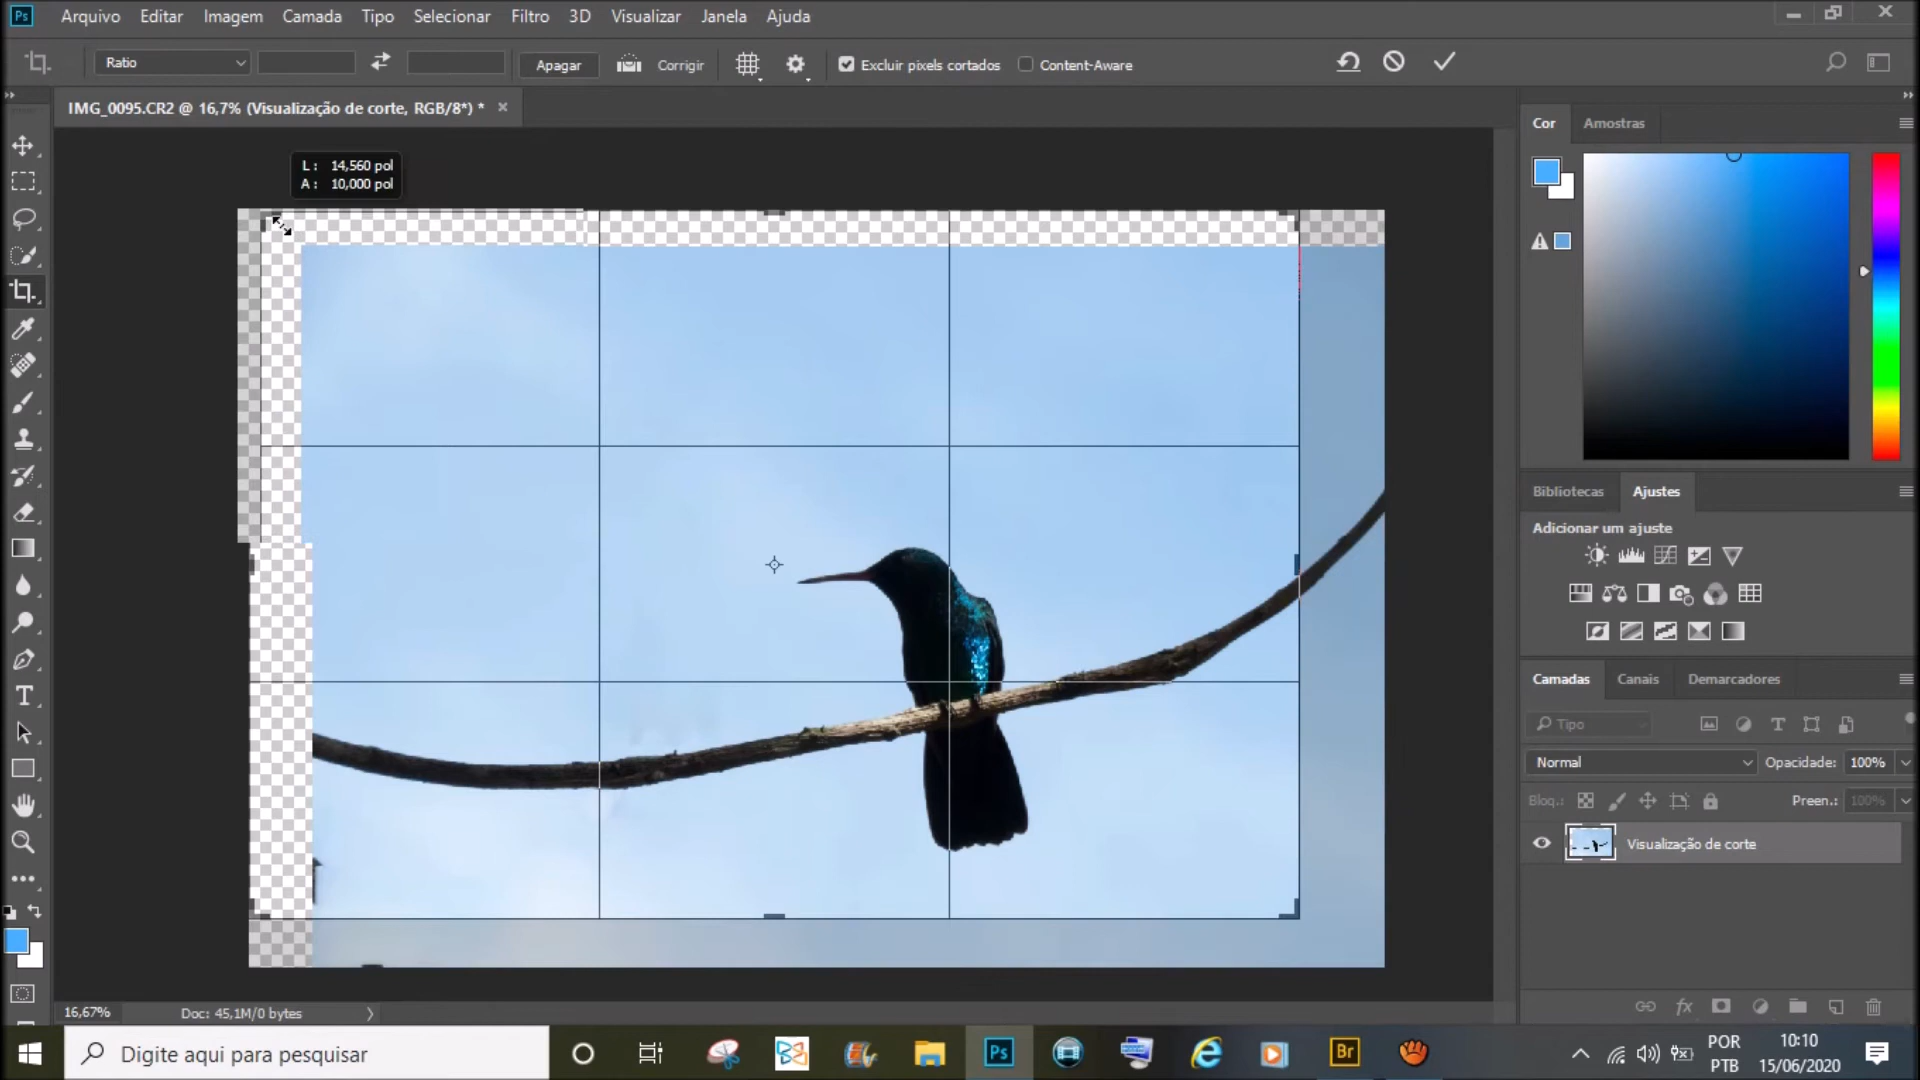 Ps Arquivo Editar Imagem Camada Tipo Selecionar Filtro 3D Visualizar Janela Ajuda
Ratio Apagar Corrigir Excluir pixels cortados Content-Aware
IMG_0095.CR2 @ 16,7% (Visualização de corte, RGB/8*) *
L : 14,560 pol
A : 10,000 pol
Cor Amostras
Bibliotecas Ajustes
Adicionar um ajuste
Camadas Canais Demarcadores
Tipo
Normal Opacidade: 100%
Bloq.: Preen.: 100%
Visualização de corte
fx
16,67% Doc: 45,1M/0 bytes
Digite aqui para pesquisar
Ps
Br
POR
PTB
10:10
15/06/2020